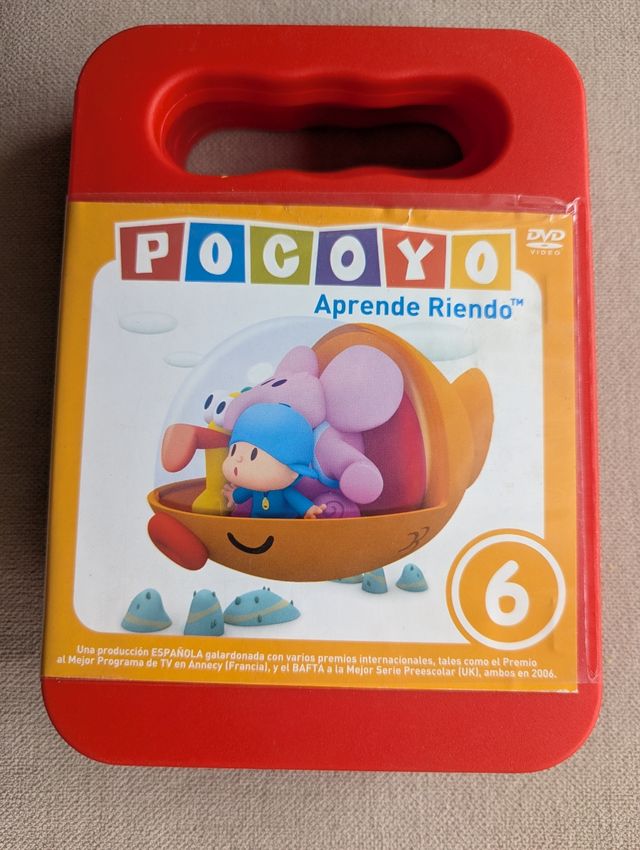 POCOYO
DVD
VIDEO
Aprende Riendo™
6
Una producción ESPAÑOLA galardonada con varios premios internacionales, tales como el Premio
al Mejor Programa de TV en Annecy (Francia), y el BAFTA a la Mejor Serie Preescolar (UK), ambos en 2006.